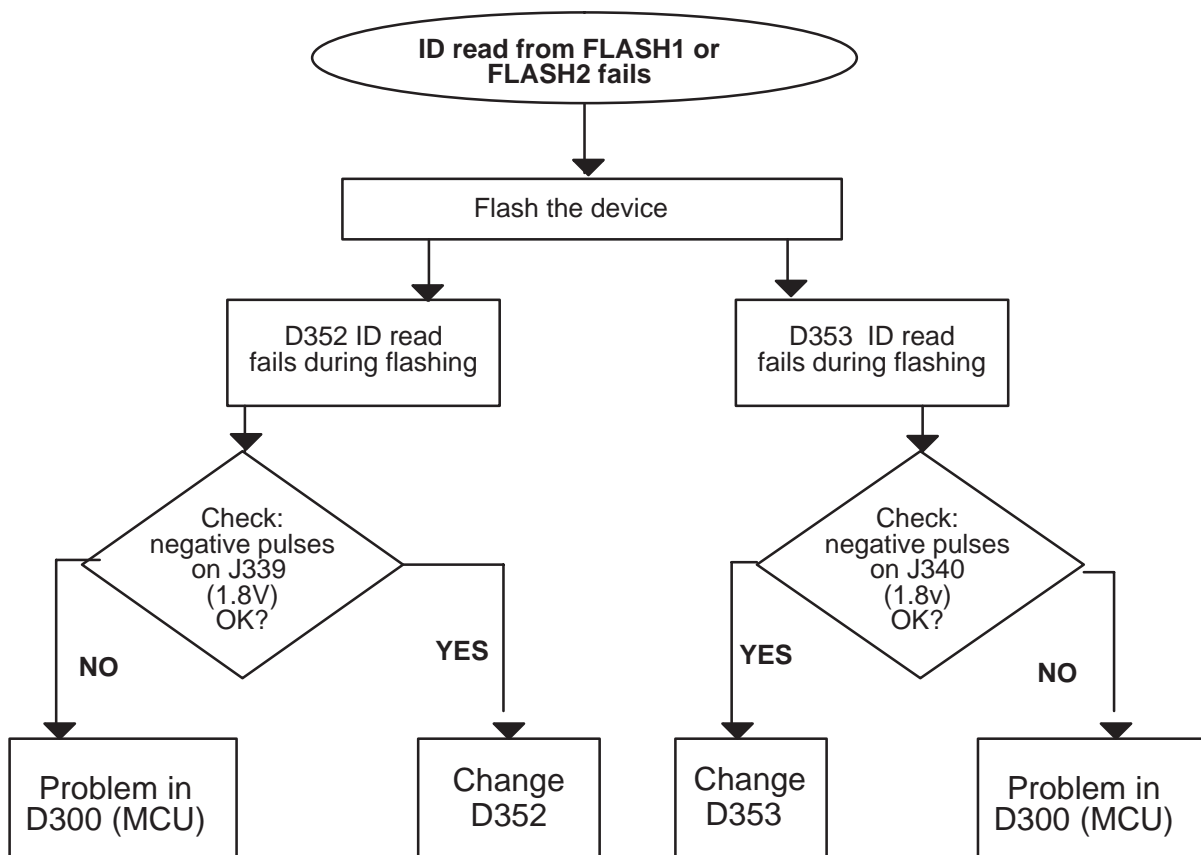 ID read from FLASH1 or
FLASH2 fails
Flash the device
D352 ID read
fails during flashing
D353 ID read
fails during flashing
Check:
negative pulses
on J339
(1.8V)
OK?
Check:
negative pulses
on J340
(1.8v)
OK?
NO
YES
YES
NO
Problem in
D300 (MCU)
Change
D352
Change
D353
Problem in
D300 (MCU)